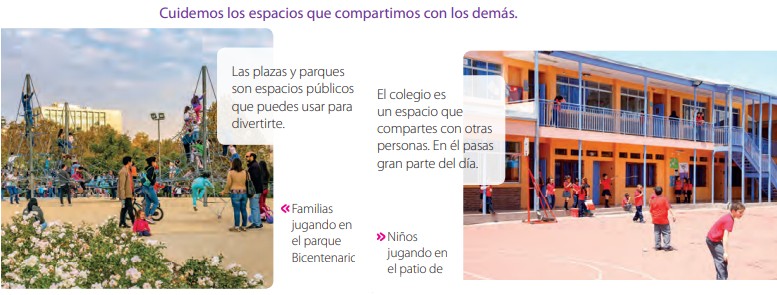 Cuidemos los espacios que compartimos con los demás.
Las plazas y parques
son espacios públicos
que puedes usar para
divertirte.
El colegio es
un espacio que
compartes con otras
personas. En él pasas
gran parte del día.
« Familias
jugando en
el parque
Bicentenario
» Niños
jugando en
el patio de